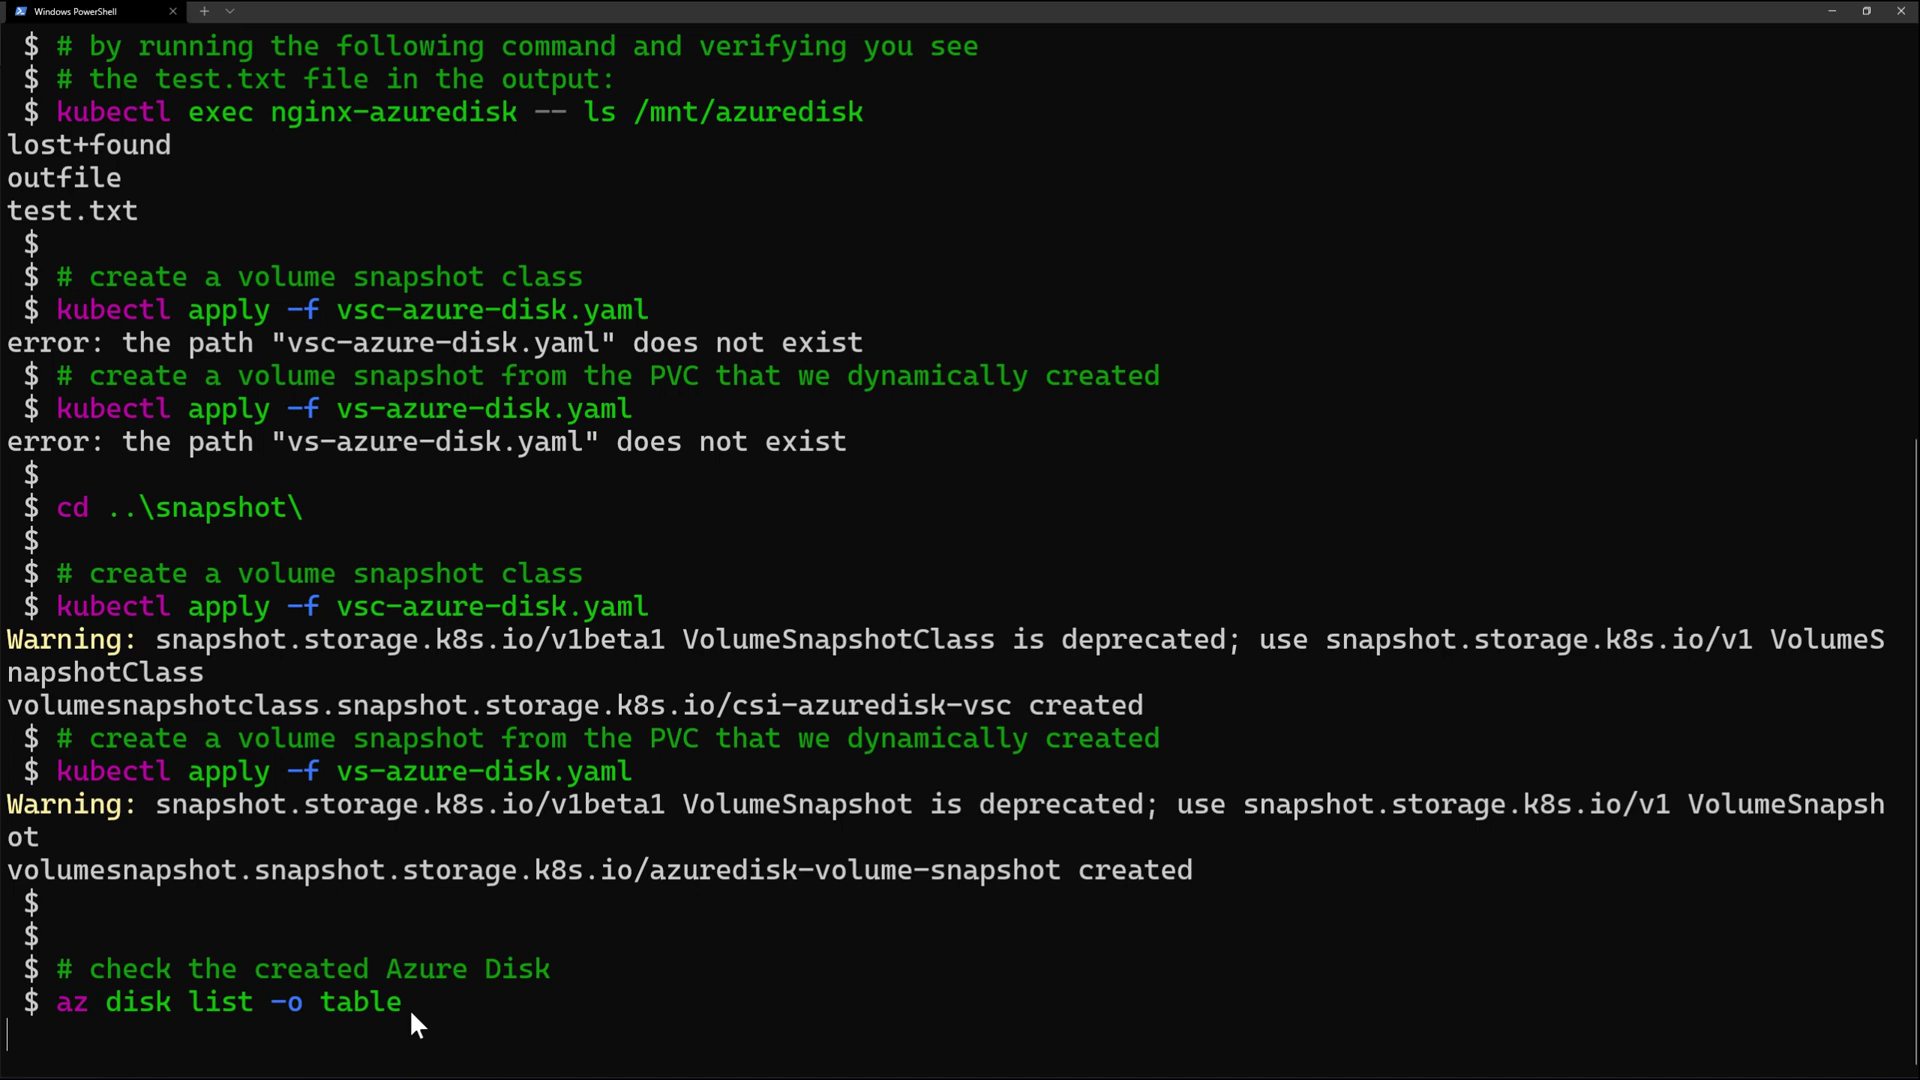 Windows PowerShell
$ # by running the following command and verifying you see
$ # the test.txt file in the output:
$ kubectl exec nginx-azuredisk -- ls /mnt/azuredisk
lost+found
outfile
test.txt
$
$ # create a volume snapshot class
$ kubectl apply -f vsc-azure-disk.yaml
error: the path "vsc-azure-disk.yaml" does not exist
$ # create a volume snapshot from the PVC that we dynamically created
$ kubectl apply -f vs-azure-disk.yaml
error: the path "vs-azure-disk.yaml" does not exist
$
$ cd ..\snapshot\
$
$ # create a volume snapshot class
$ kubectl apply -f vsc-azure-disk.yaml
Warning: snapshot.storage.k8s.io/v1beta1 VolumeSnapshotClass is deprecated; use snapshot.storage.k8s.io/v1 VolumeS
napshotClass
volumesnapshotclass.snapshot.storage.k8s.io/csi-azuredisk-vsc created
$ # create a volume snapshot from the PVC that we dynamically created
$ kubectl apply -f vs-azure-disk.yaml
Warning: snapshot.storage.k8s.io/v1beta1 VolumeSnapshot is deprecated; use snapshot.storage.k8s.io/v1 VolumeSnapsh
ot
volumesnapshot.snapshot.storage.k8s.io/azuredisk-volume-snapshot created
$
$
$ # check the created Azure Disk
$ az disk list -o table